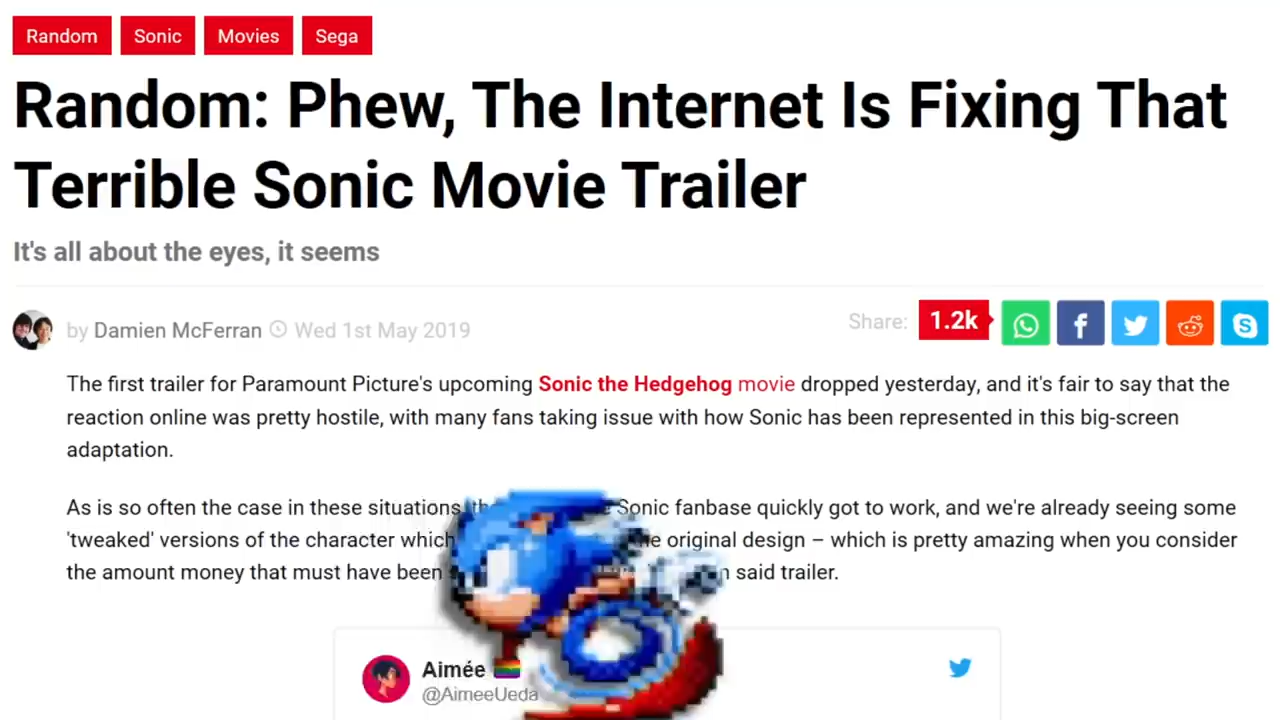 Random Sonic Movies Sega
Random: Phew, The Internet Is Fixing That
Terrible Sonic Movie Trailer
It's all about the eyes, it seems
by Damien McFerran Wed 1st May 2019 Share: 1.2k
The first trailer for Paramount Picture's upcoming Sonic the Hedgehog movie dropped yesterday, and it's fair to say that the
reaction online was pretty hostile, with many fans taking issue with how Sonic has been represented in this big-screen
adaptation.
As is so often the case in these situations, Sonic fanbase quickly got to work, and we're already seeing some
'tweaked' versions of the character which original design – which is pretty amazing when you consider
the amount money that must have been said trailer.
Aimée
@AimeeUeda